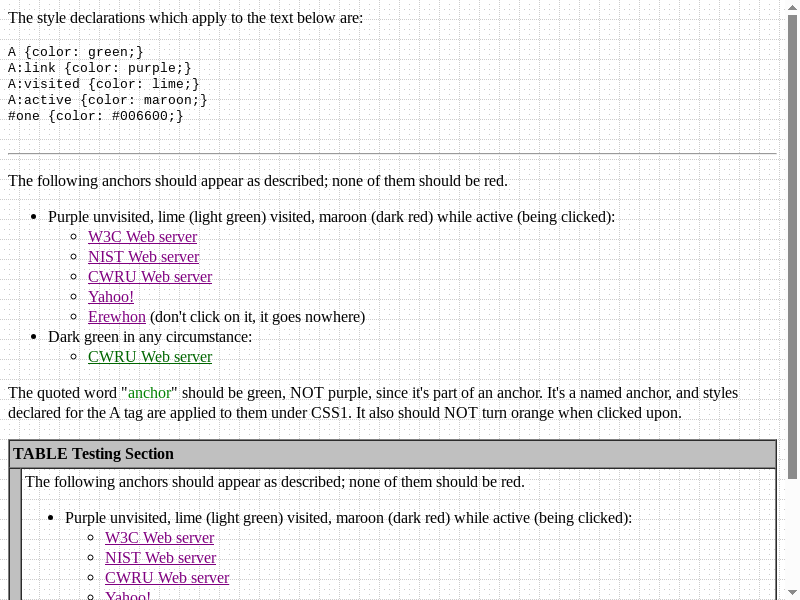 The style declarations which apply to the text below are:
A {color: green;}
A:link {color: purple;}
A:visited {color: lime;}
A:active {color: maroon;}
#one {color: #006600;}
The following anchors should appear as described; none of them should be red.
Purple unvisited, lime (light green) visited, maroon (dark red) while active (being clicked):
W3C Web server
NIST Web server
CWRU Web server
Yahoo!
Erewhon (don't click on it, it goes nowhere)
Dark green in any circumstance:
CWRU Web server
The quoted word "anchor" should be green, NOT purple, since it's part of an anchor. It's a named anchor, and styles
declared for the A tag are applied to them under CSS1. It also should NOT turn orange when clicked upon.
TABLE Testing Section
The following anchors should appear as described; none of them should be red.
Purple unvisited, lime (light green) visited, maroon (dark red) while active (being clicked):
W3C Web server
NIST Web server
CWRU Web server
Yahoo!